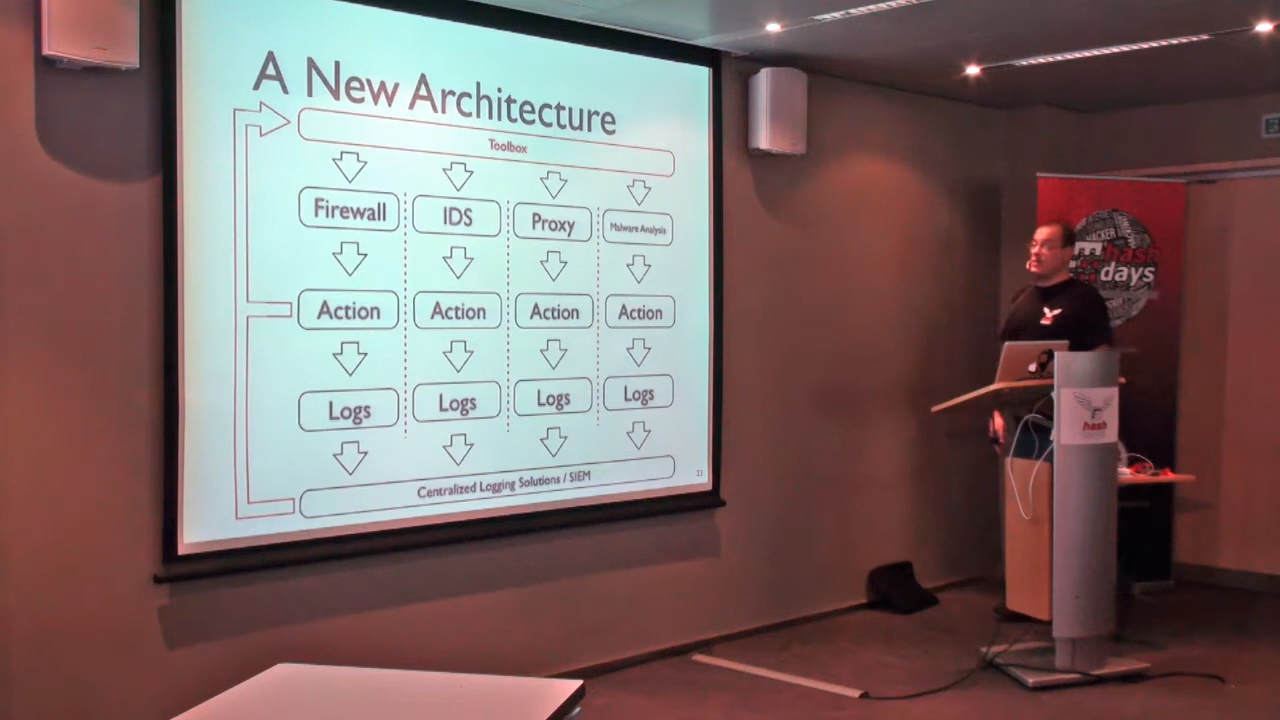 A New Architecture
Toolbox
Firewall IDS Proxy Malware Analysis
Action Action Action Action
Logs Logs Logs Logs
Centralized Logging Solutions / SIEM
HACKER
hash
days
hash